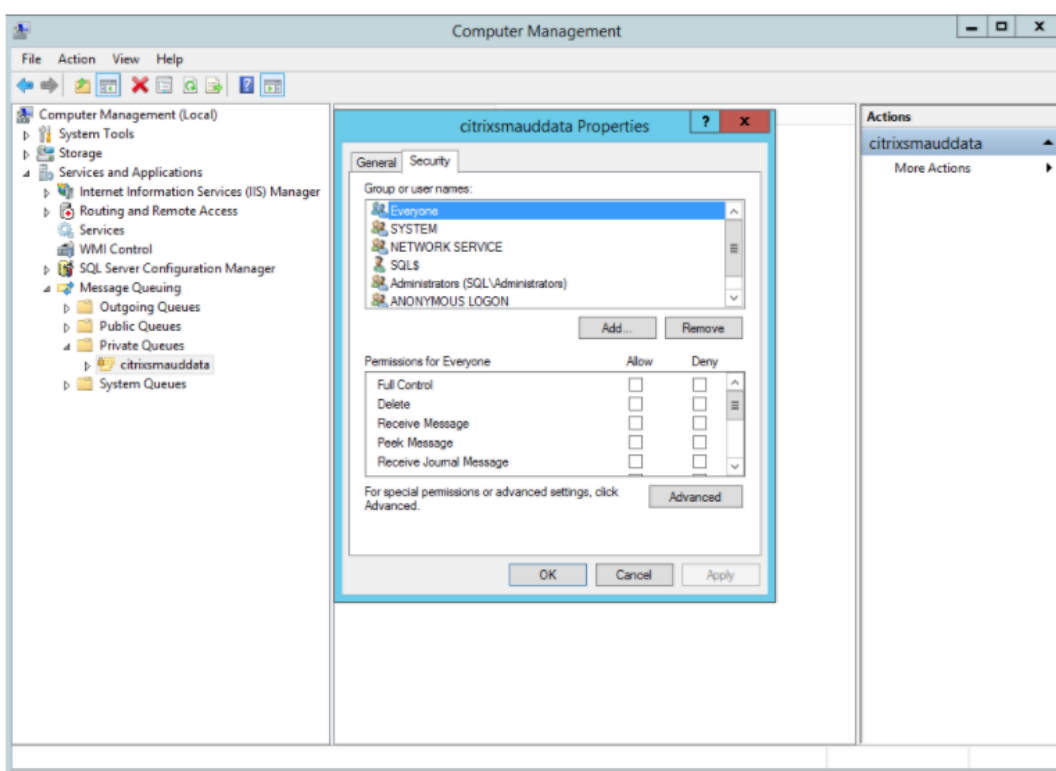 Computer Management
File Action View Help
Computer Management (Local)
System Tools
Storage
Services and Applications
Internet Information Services (IIS) Manager
Routing and Remote Access
Services
WMI Control
SQL Server Configuration Manager
Message Queuing
Outgoing Queues
Public Queues
Private Queues
citrixsmauddata
System Queues
citrixsmauddata Properties
? x
General Security
Group or user names:
Everyone
SYSTEM
NETWORK SERVICE
SQL$
Administrators (SQL\Administrators)
ANONYMOUS LOGON
Add... Remove
Permissions for Everyone Allow Deny
Full Control
Delete
Receive Message
Peek Message
Receive Journal Message
For special permissions or advanced settings, click
Advanced.
Advanced
OK Cancel Apply
Actions
citrixsmauddata
More Actions